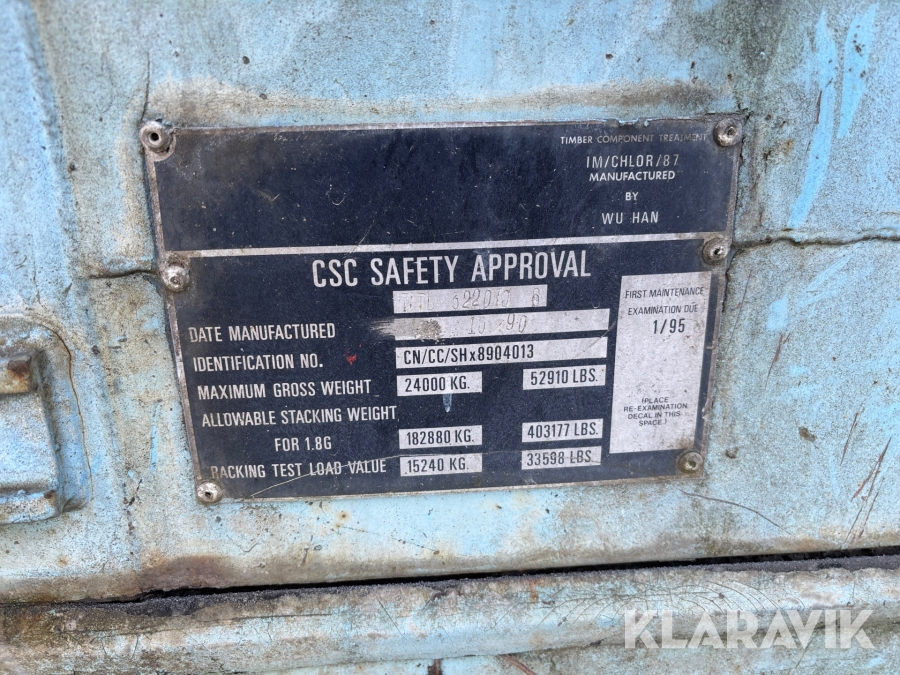 TIMBER COMPONENT TREATMENT
IM/CHLOR/87
MANUFACTURED
BY
WU HAN
CSC SAFETY APPROVAL
DATE MANUFACTURED 90
IDENTIFICATION NO. CN/CC/SHx8904013
MAXIMUM GROSS WEIGHT 24000 KG. 52910 LBS.
ALLOWABLE STACKING WEIGHT
FOR 1.8G 182880 KG. 403177 LBS.
RACKING TEST LOAD VALUE 15240 KG. 33598 LBS.
FIRST MAINTENANCE
EXAMINATION DUE
1/95
(PLACE
RE-EXAMINATION
DECAL IN THIS
SPACE.)
KLARAVIK